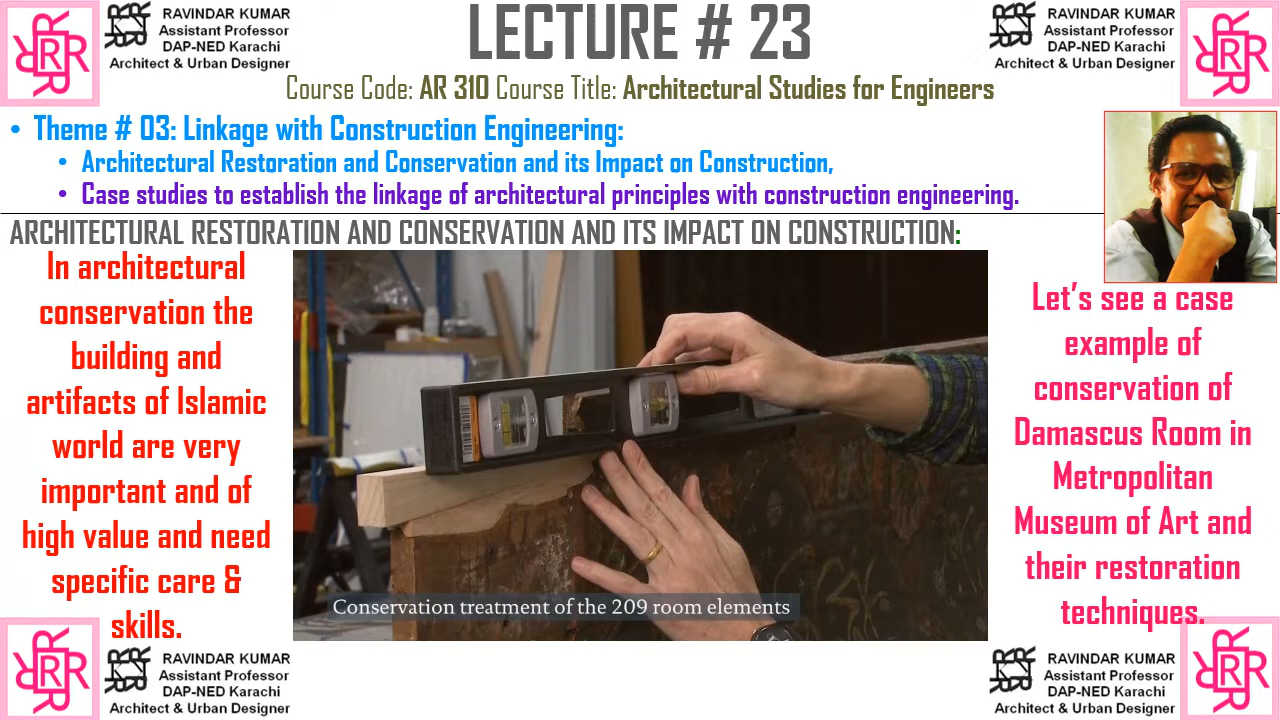 RAVINDAR KUMAR
Assistant Professor
DAP-NED Karachi
Architect & Urban Designer
LECTURE # 23
RAVINDAR KUMAR
Assistant Professor
DAP-NED Karachi
Architect & Urban Designer
Course Code: AR 310 Course Title: Architectural Studies for Engineers
• Theme # 03: Linkage with Construction Engineering:
• Architectural Restoration and Conservation and its Impact on Construction,
• Case studies to establish the linkage of architectural principles with construction engineering.
ARCHITECTURAL RESTORATION AND CONSERVATION AND ITS IMPACT ON CONSTRUCTION:
In architectural
conservation the
building and
artifacts of Islamic
world are very
important and of
high value and need
specific care &
skills.
Conservation treatment of the 209 room elements
Let’s see a case
example of
conservation of
Damascus Room in
Metropolitan
Museum of Art and
their restoration
techniques.
RAVINDAR KUMAR
Assistant Professor
DAP-NED Karachi
Architect & Urban Designer
RAVINDAR KUMAR
Assistant Professor
DAP-NED Karachi
Architect & Urban Designer